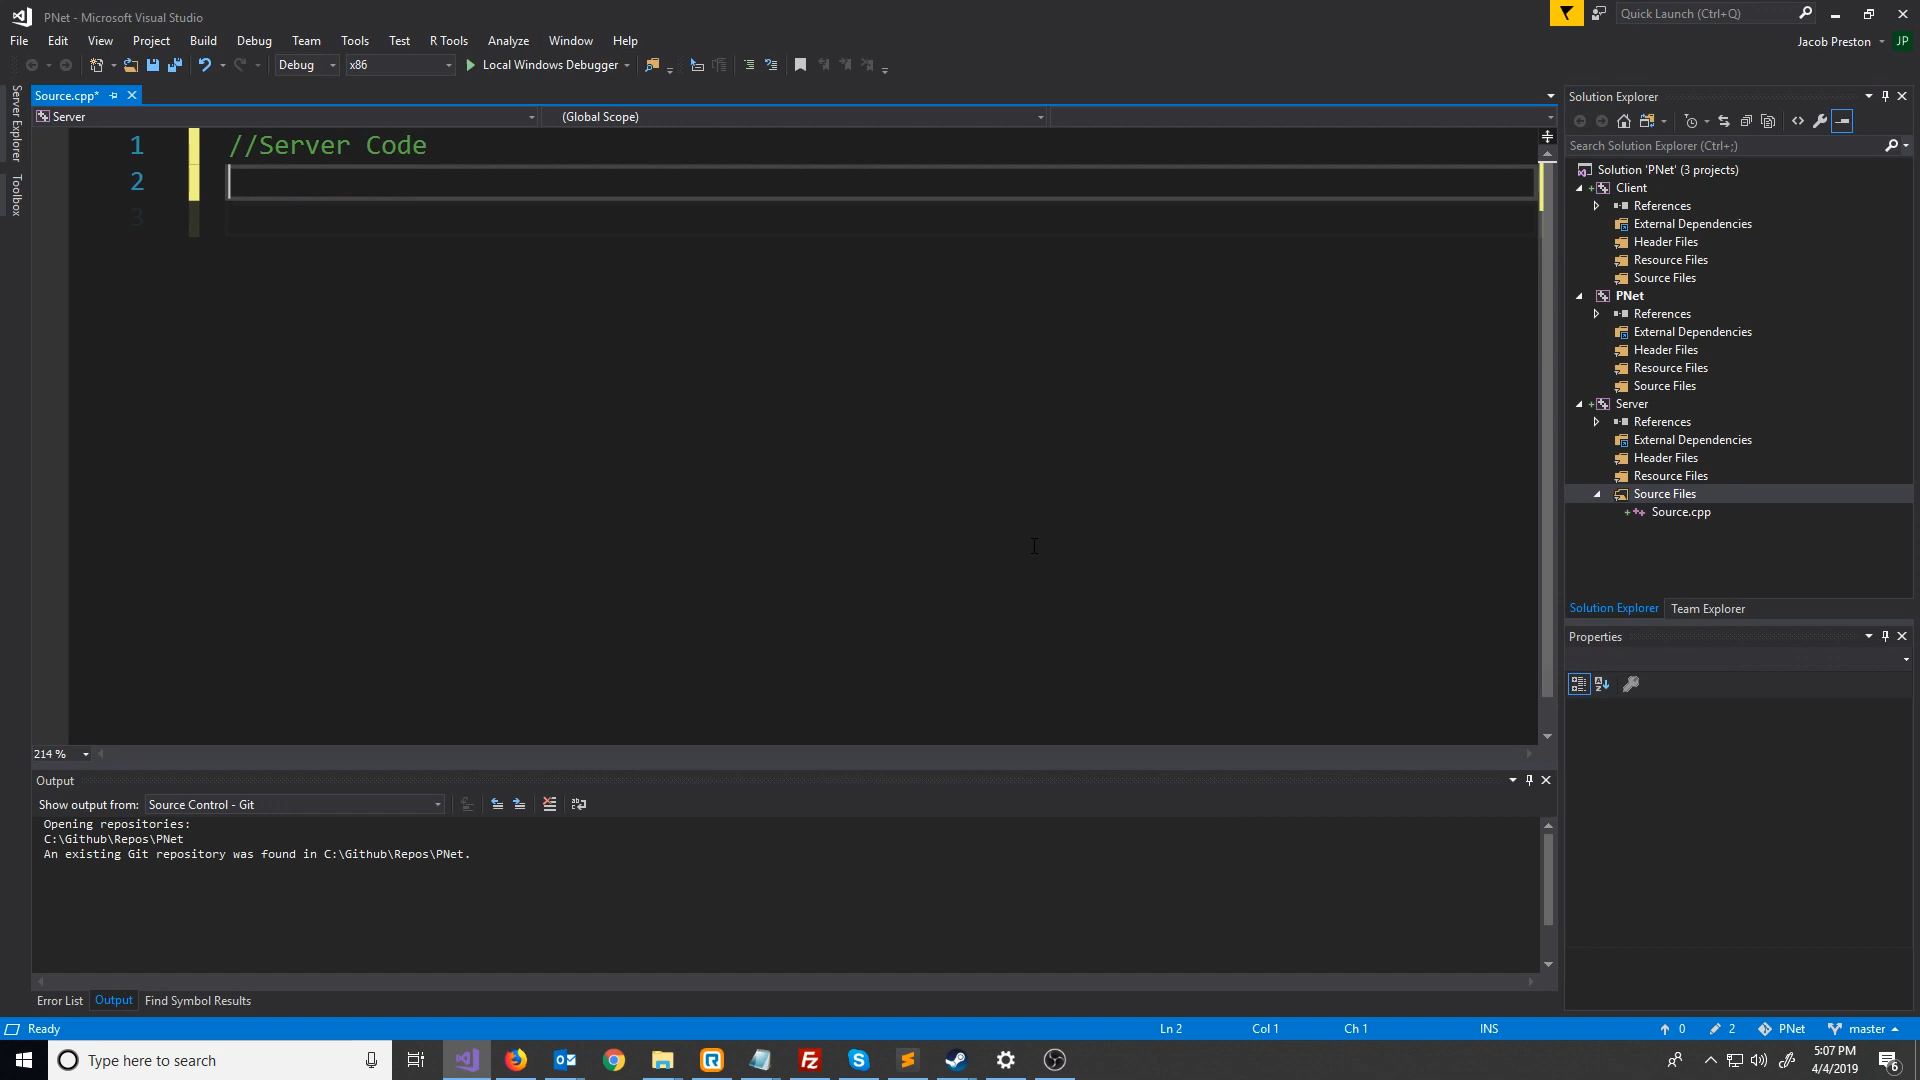 PNet - Microsoft Visual Studio
Quick Launch (Ctrl+Q)
File Edit View Project Build Debug Team Tools Test R Tools Analyze Window Help
Jacob Preston JP
Debug x86 Local Windows Debugger
Server Explorer
Toolbox
Source.cpp*
Server (Global Scope)
1 //Server Code
2
3
214 %
Solution Explorer
Search Solution Explorer (Ctrl+;)
Solution 'PNet' (3 projects)
Client
References
External Dependencies
Header Files
Resource Files
Source Files
PNet
References
External Dependencies
Header Files
Resource Files
Source Files
Server
References
External Dependencies
Header Files
Resource Files
Source Files
Source.cpp
Solution Explorer Team Explorer
Properties
Output
Show output from: Source Control - Git
Opening repositories:
C:\Github\Repos\PNet
An existing Git repository was found in C:\Github\Repos\PNet.
Error List Output Find Symbol Results
Ready Ln 2 Col 1 Ch 1 INS 0 2 PNet master
Type here to search
5:07 PM
4/4/2019
6